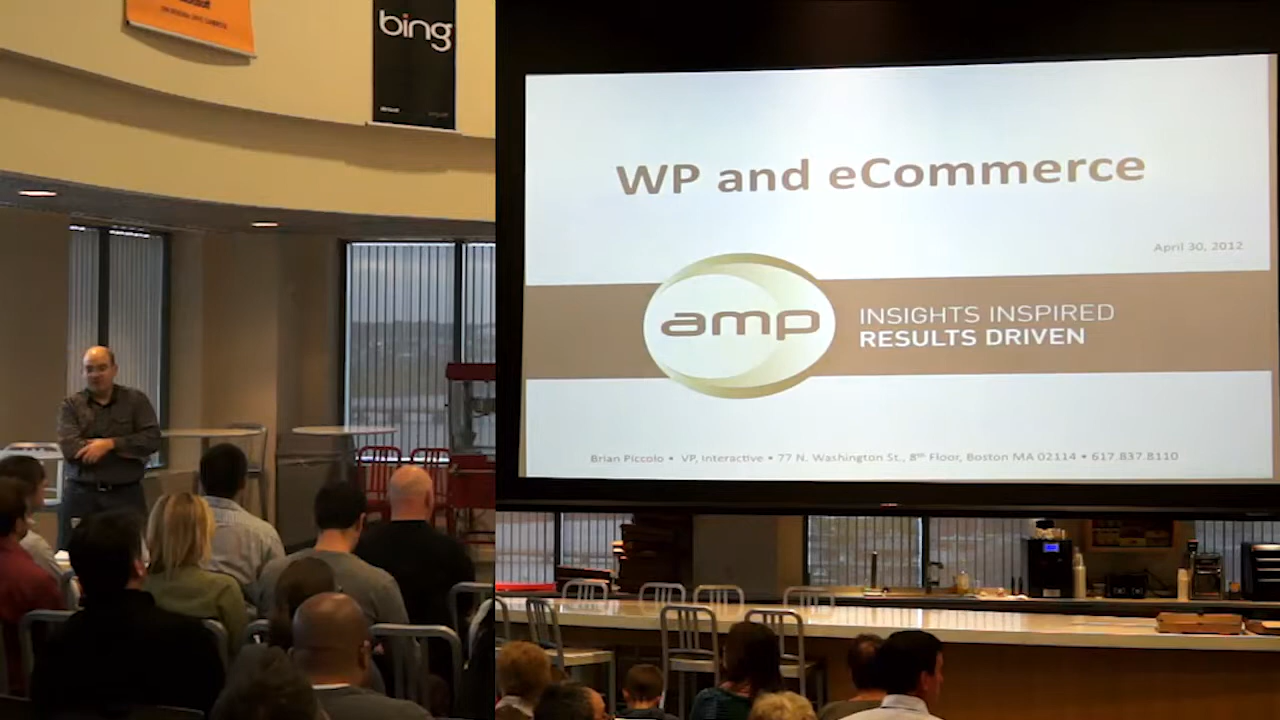 bing
WP and eCommerce
April 30, 2012
amp
INSIGHTS INSPIRED
RESULTS DRIVEN
Brian Piccolo • VP, Interactive • 77 N. Washington St., 8th Floor, Boston MA 02114 • 617.837.8110